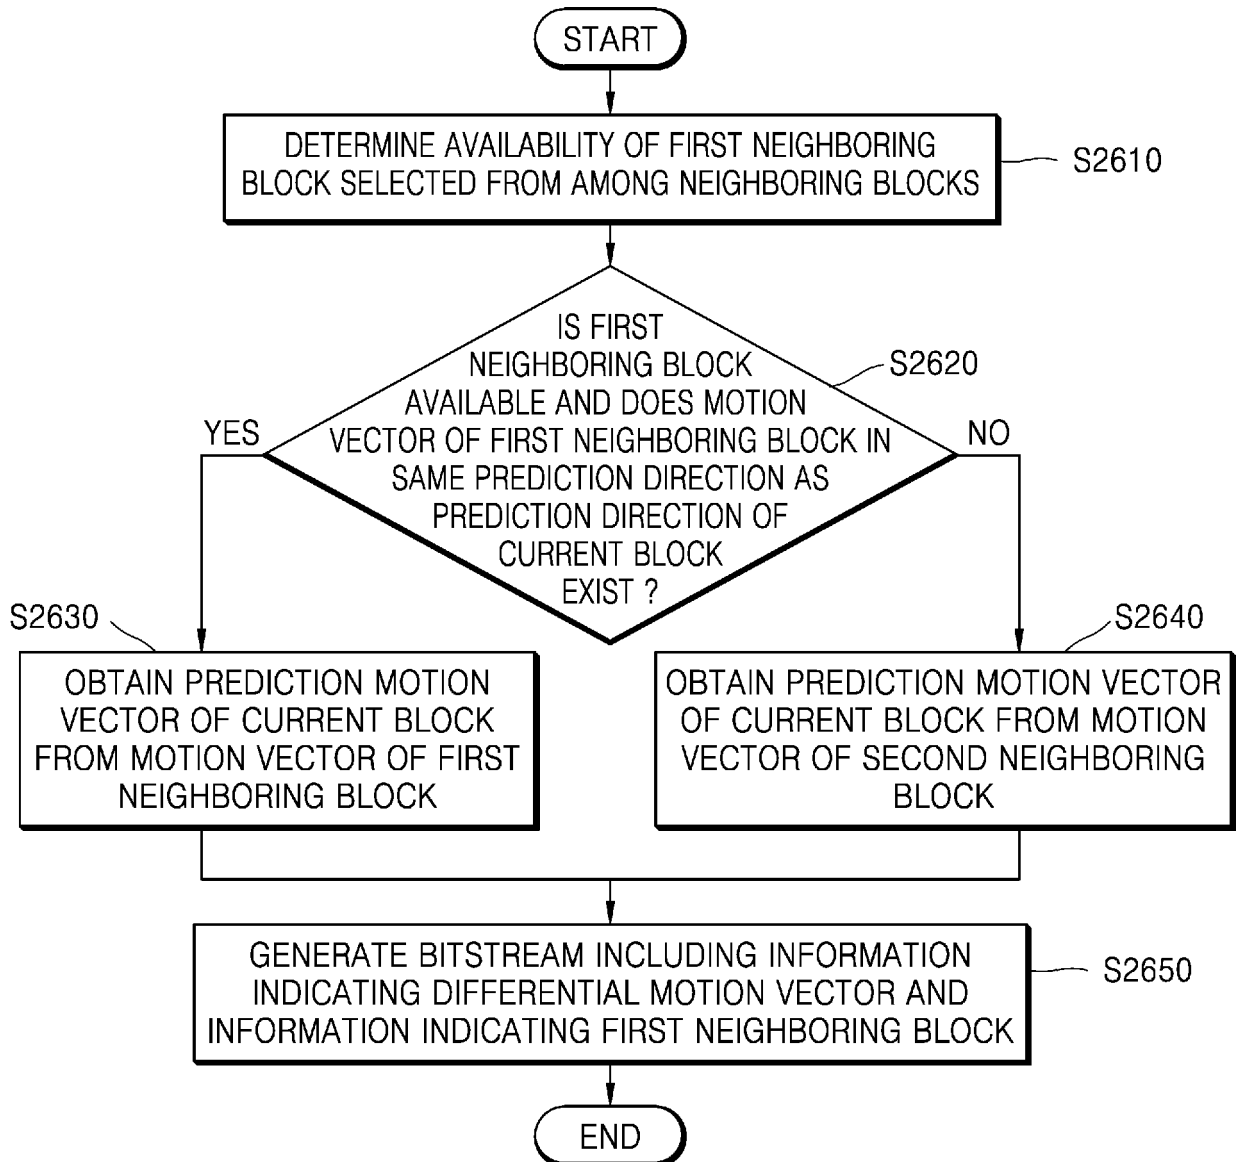 START
DETERMINE AVAILABILITY OF FIRST NEIGHBORING
BLOCK SELECTED FROM AMONG NEIGHBORING BLOCKS
S2610
IS FIRST
NEIGHBORING BLOCK
AVAILABLE AND DOES MOTION
VECTOR OF FIRST NEIGHBORING BLOCK IN
SAME PREDICTION DIRECTION AS
PREDICTION DIRECTION OF
CURRENT BLOCK
EXIST ?
S2620
YES
NO
S2630
OBTAIN PREDICTION MOTION
VECTOR OF CURRENT BLOCK
FROM MOTION VECTOR OF FIRST
NEIGHBORING BLOCK
S2640
OBTAIN PREDICTION MOTION VECTOR
OF CURRENT BLOCK FROM MOTION
VECTOR OF SECOND NEIGHBORING
BLOCK
GENERATE BITSTREAM INCLUDING INFORMATION
INDICATING DIFFERENTIAL MOTION VECTOR AND
INFORMATION INDICATING FIRST NEIGHBORING BLOCK
S2650
END